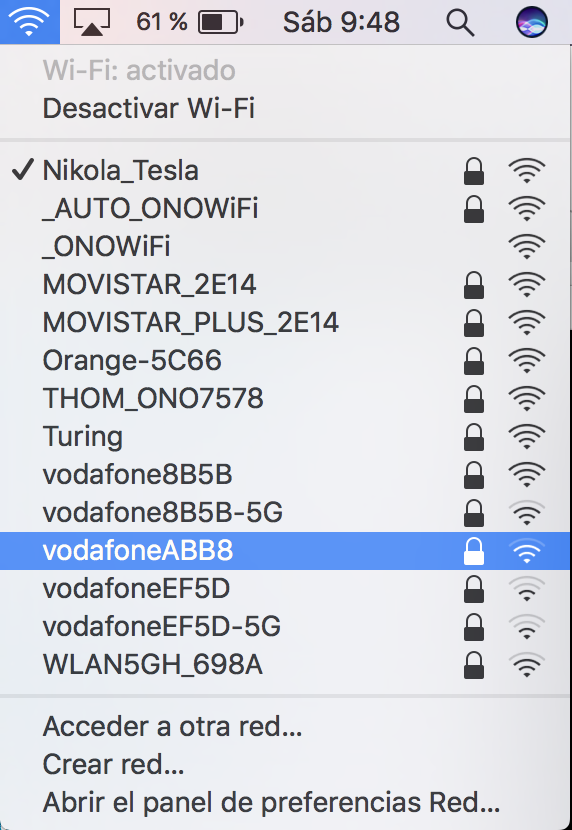 61 % Sáb 9:48
Wi-Fi: activado
Desactivar Wi-Fi
Nikola_Tesla
_AUTO_ONOWiFi
_ONOWiFi
MOVISTAR_2E14
MOVISTAR_PLUS_2E14
Orange-5C66
THOM_ONO7578
Turing
vodafone8B5B
vodafone8B5B-5G
vodafoneABB8
vodafoneEF5D
vodafoneEF5D-5G
WLAN5GH_698A
Acceder a otra red...
Crear red...
Abrir el panel de preferencias Red...